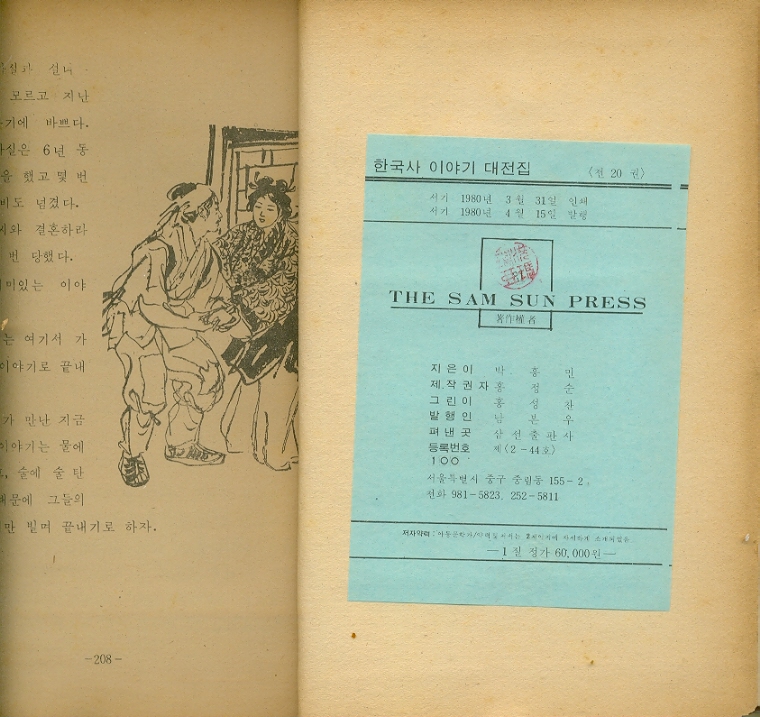 모르고 지난
기에 바쁘다.
6년 동
했고 몇 번
비도 넘겼다.
와 결혼하라
번 당했다.
미있는 이야
는 여기서 가
이야기로 끝내
가 만난 지금
이야기는 물에
술에 술 탄
때문에 그들의
만 빌며 끝내기로 하자.
—208—
한국사 이야기 대전집 (전 20 권)
서기 1980년 3월 31일 인쇄
서기 1980년 4월 15일 발행
THE SAM SUN PRESS
著作權者
지은이 박 홍 민
제.작권자 홍 정 순
그린이 홍 성 찬
발행인 남 본 우
펴낸곳 삼선출판사
등록번호 제(2-44호)
100
서울특별시 중구 중림동 155-2
전화 981-5823, 252-5811
저자약력 :
—1질 정가 60,000원—